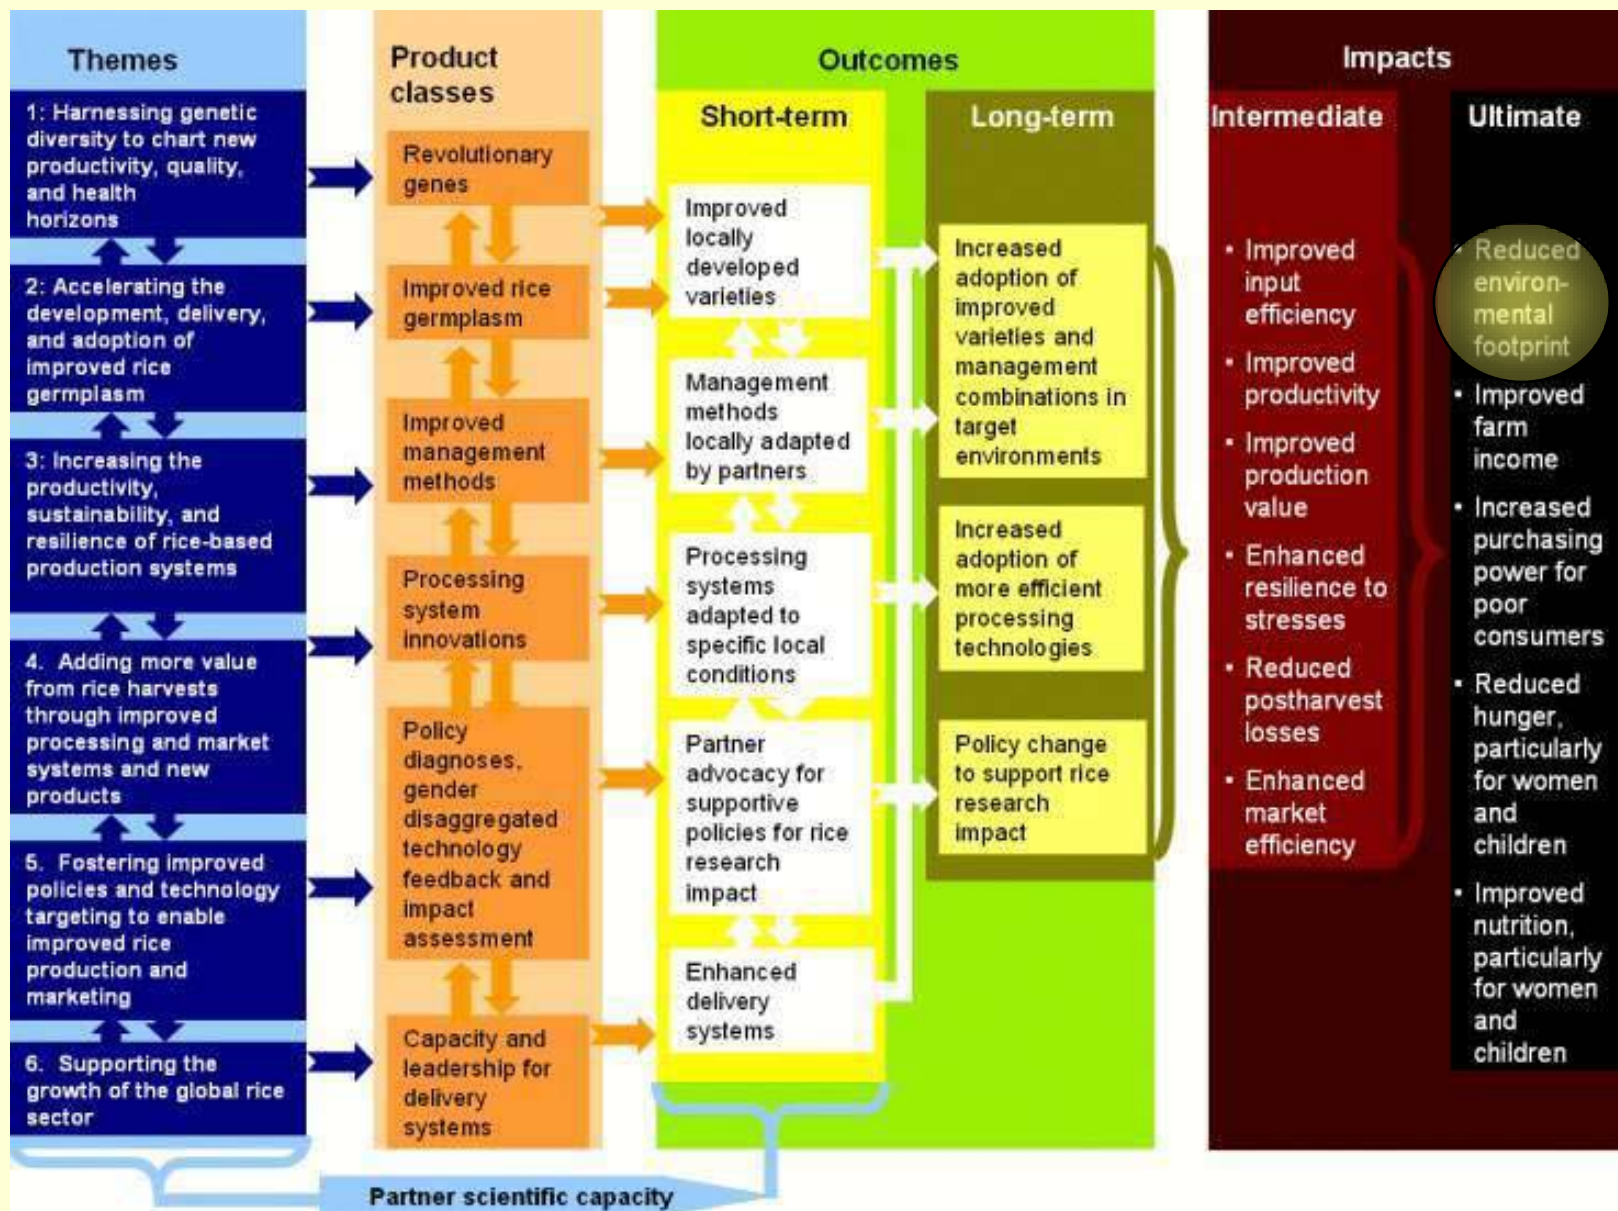 Themes
1: Harnessing genetic
diversity to chart new
productivity, quality,
and health
horizons
2: Accelerating the
development, delivery,
and adoption of
improved rice
germplasm
3: Increasing the
productivity,
sustainability, and
resilience of rice-based
production systems
4. Adding more value
from rice harvests
through improved
processing and market
systems and new
products
5. Fostering improved
policies and technology
targeting to enable
improved rice
production and
marketing
6. Supporting the
growth of the global rice
sector
Product
classes
Revolutionary
genes
Improved rice
germplasm
Improved
management
methods
Processing
system
innovations
Policy
diagnoses,
gender
disaggregated
technology
feedback and
impact
assessment
Capacity and
leadership for
delivery
systems
Outcomes
Short-term
Improved
locally
developed
varieties
Management
methods
locally adapted
by partners
Processing
systems
adapted to
specific local
conditions
Partner
advocacy for
supportive
policies for rice
research
impact
Enhanced
delivery
systems
Long-term
Increased
adoption of
improved
varieties and
management
combinations in
target
environments
Increased
adoption of
more efficient
processing
technologies
Policy change
to support rice
research
impact
Impacts
Intermediate
▪ Improved
input
efficiency
▪ Improved
productivity
▪ Improved
production
value
▪ Enhanced
resilience to
stresses
▪ Reduced
postharvest
losses
▪ Enhanced
market
efficiency
Ultimate
▪ Reduced
environ-
mental
footprint
▪ Improved
farm
income
▪ Increased
purchasing
power for
poor
consumers
▪ Reduced
hunger,
particularly
for women
and
children
▪ Improved
nutrition,
particularly
for women
and
children
Partner scientific capacity